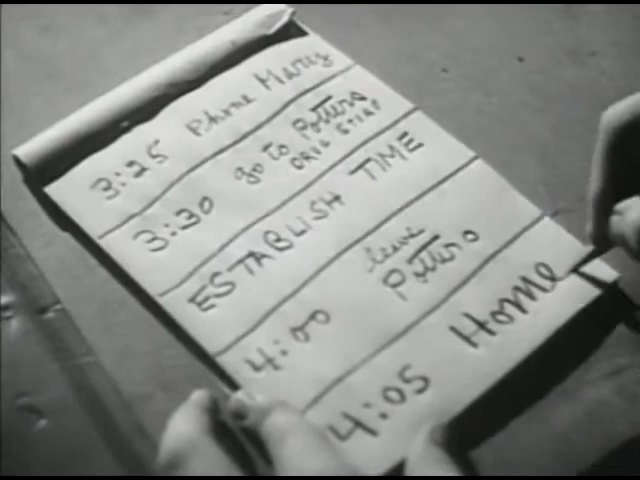 3:25 Phone Mary
3:30 go to Potters
DRUG STORE
ESTABLISH TIME
4:00 leave
Potters
4:05 Home